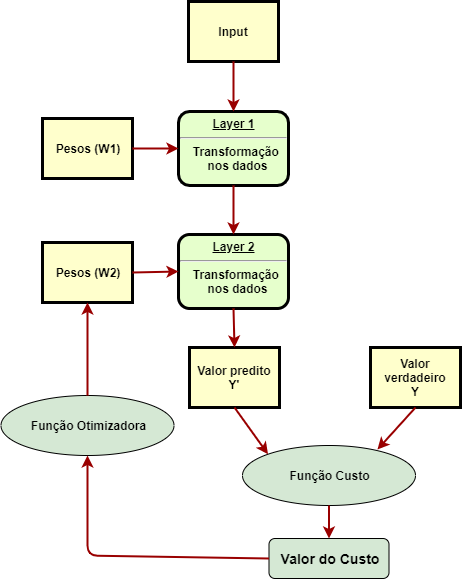 Input
Layer 1
Pesos (W1)
Transformação
nos dados
Layer 2
Pesos (W2)
Transformação
nos dados
Valor predito
Y'
Valor
verdadeiro
Y
Função Otimizadora
Função Custo
Valor do Custo